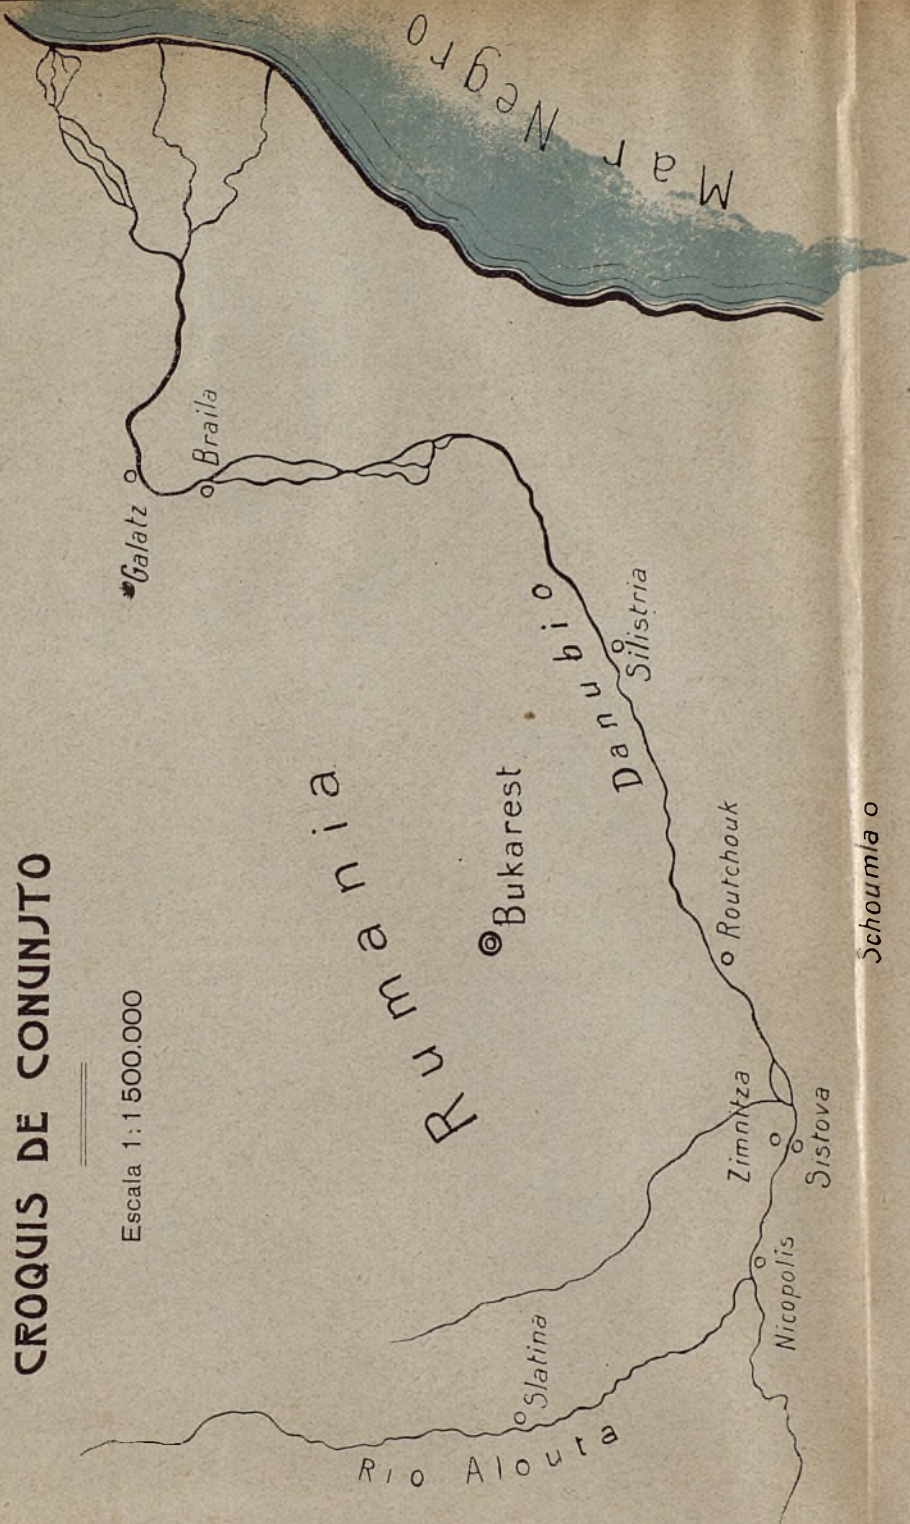 CROQUIS DE CONUNJTO
Escala 1:1 500.000
Mar Negro
Galatz
Braila
Rumania
Bukarest
Danubio
Silistria
Routchouk
Schoumla
Zimnitza
Sistova
Nicopolis
Slatina
Rio Alouta